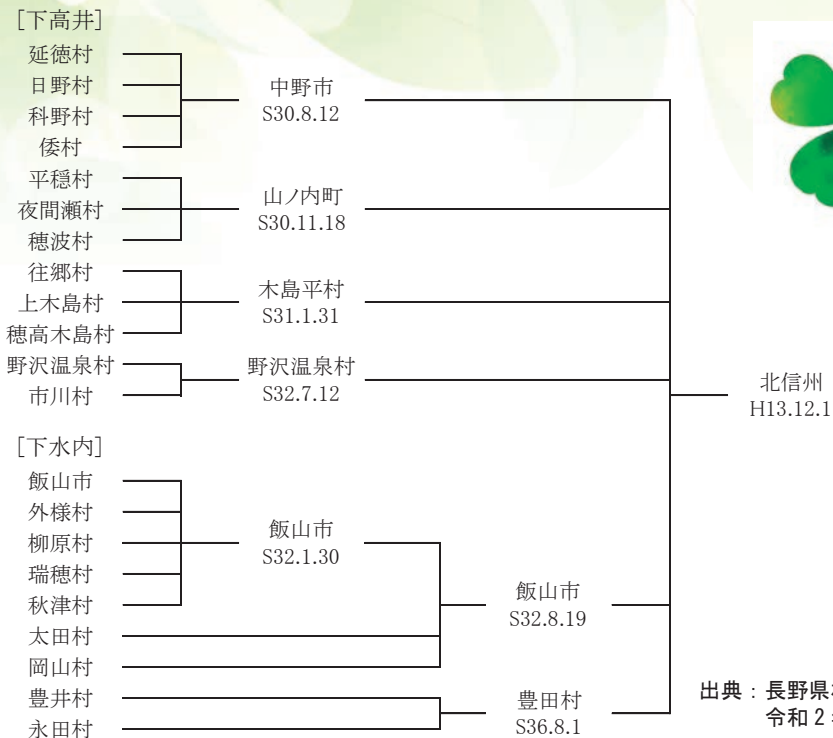 [下高井]
延徳村
日野村
科野村
倭村
中野市
S30.8.12
平穏村
夜間瀬村
穂波村
山ノ内町
S30.11.18
往郷村
上木島村
穂高木島村
木島平村
S31.1.31
野沢温泉村
市川村
野沢温泉村
S32.7.12
北信州
H13.12.1
[下水内]
飯山市
外様村
柳原村
瑞穂村
秋津村
飯山市
S32.1.30
太田村
岡山村
飯山市
S32.8.19
豊井村
永田村
豊田村
S36.8.1
出典：長野県
令和2